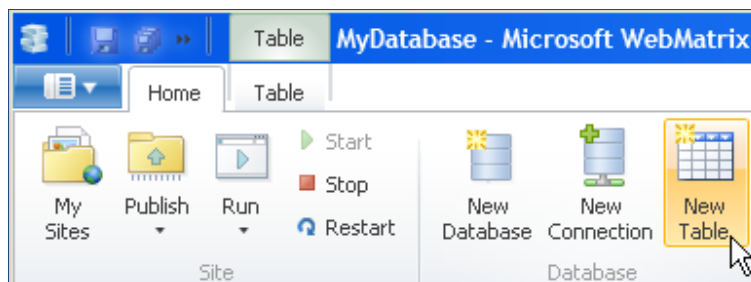 Table MyDatabase - Microsoft WebMatrix
Home Table
Start
Stop
Restart
My Sites
Publish
Run
New Database
New Connection
New Table
Site
Database